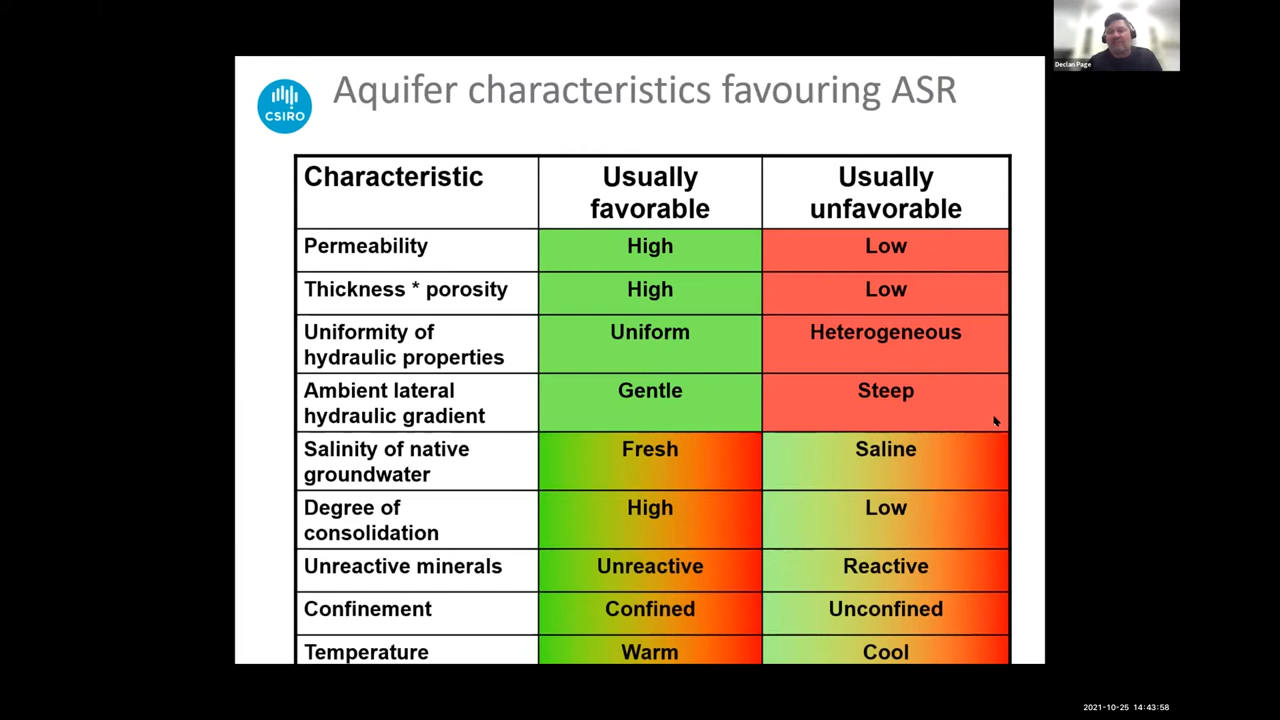 Declan Page
CSIRO
Aquifer characteristics favouring ASR
Characteristic
Usually
favorable
Usually
unfavorable
Permeability
High
Low
Thickness * porosity
High
Low
Uniformity of
hydraulic properties
Uniform
Heterogeneous
Ambient lateral
hydraulic gradient
Gentle
Steep
Salinity of native
groundwater
Fresh
Saline
Degree of
consolidation
High
Low
Unreactive minerals
Unreactive
Reactive
Confinement
Confined
Unconfined
Temperature
Warm
Cool
2021-10-25 14:43:58